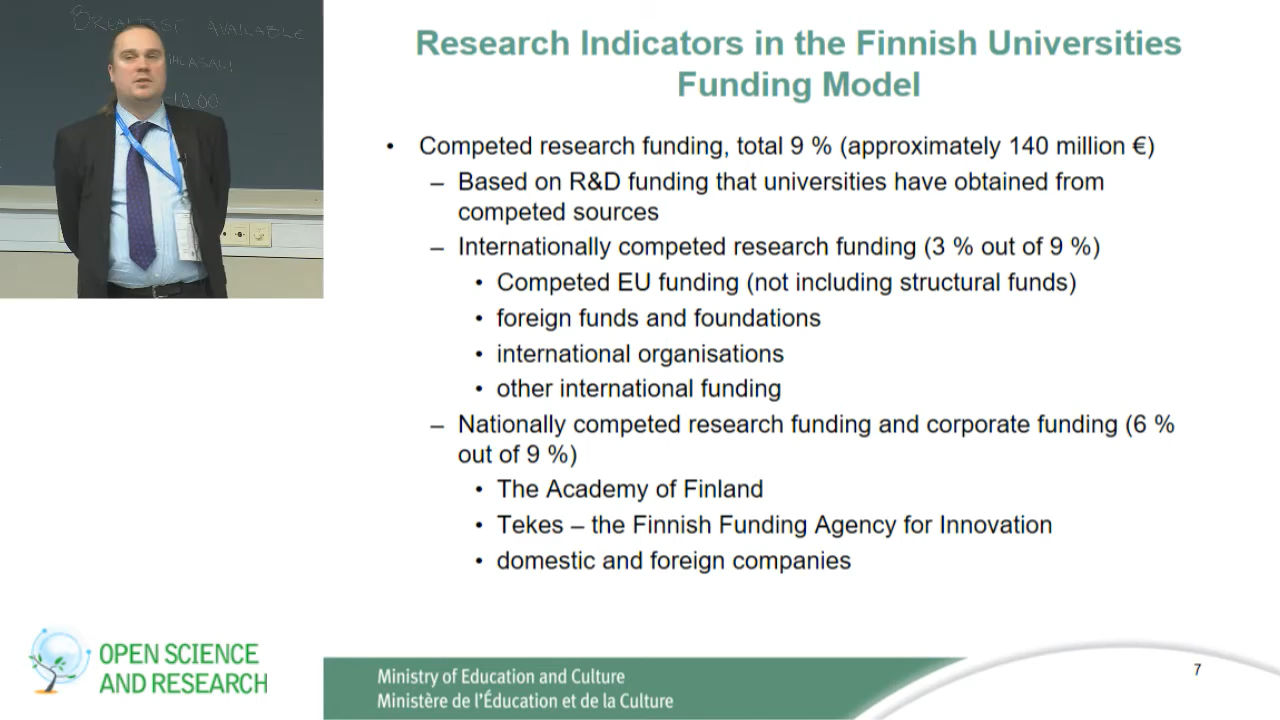 BREAKFAST AVAILABLE
10.00
Research Indicators in the Finnish Universities
Funding Model
• Competed research funding, total 9 % (approximately 140 million €)
– Based on R&D funding that universities have obtained from
competed sources
– Internationally competed research funding (3 % out of 9 %)
• Competed EU funding (not including structural funds)
• foreign funds and foundations
• international organisations
• other international funding
– Nationally competed research funding and corporate funding (6 %
out of 9 %)
• The Academy of Finland
• Tekes – the Finnish Funding Agency for Innovation
• domestic and foreign companies
OPEN SCIENCE
AND RESEARCH
Ministry of Education and Culture
Ministère de l'Éducation et de la Culture
7